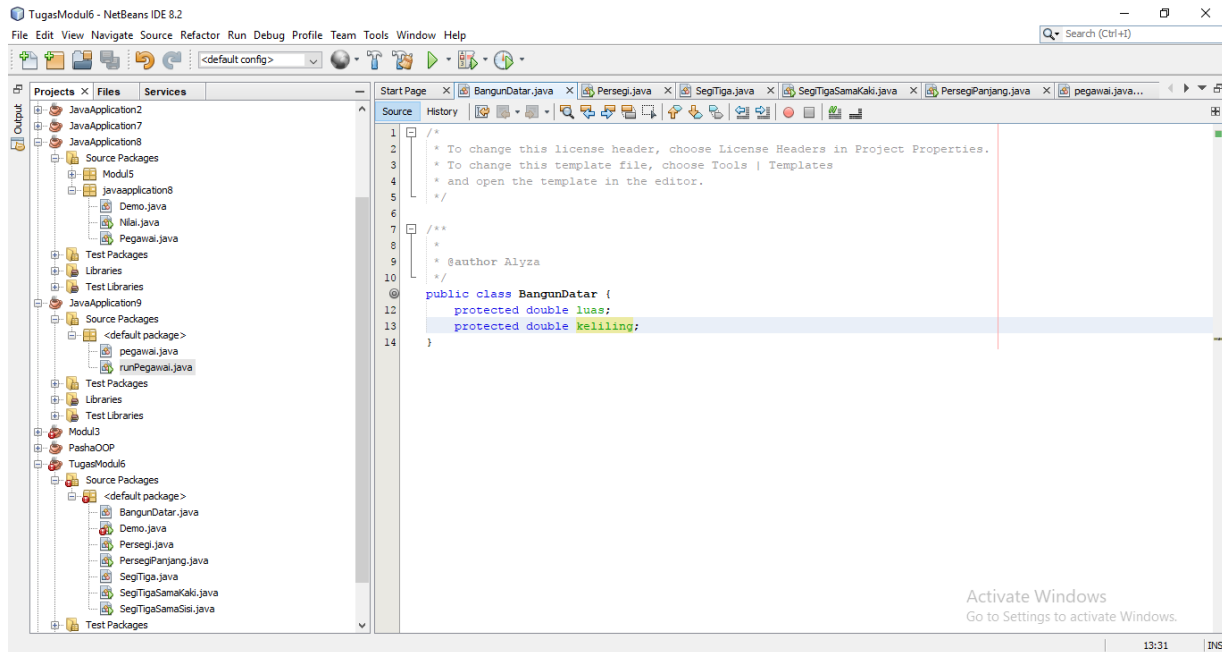 TugasModul6 - NetBeans IDE 8.2
File Edit View Navigate Source Refactor Run Debug Profile Team Tools Window Help
Search (Ctrl+I)
<default config>
Output
Projects Files Services
JavaApplication2
JavaApplication7
JavaApplication8
Source Packages
Modul5
javaapplication8
Demo.java
Nilai.java
Pegawai.java
Test Packages
Libraries
Test Libraries
JavaApplication9
Source Packages
<default package>
pegawai.java
runPegawai.java
Test Packages
Libraries
Test Libraries
Modul3
PashaOOP
TugasModul6
Source Packages
<default package>
BangunDatar.java
Demo.java
Persegi.java
PersegiPanjang.java
SegiTiga.java
SegiTigaSamaKaki.java
SegiTigaSamaSisi.java
Test Packages
Start Page BangunDatar.java Persegi.java SegiTiga.java SegiTigaSamaKaki.java PersegiPanjang.java pegawai.java...
Source History
1 /*
2 * To change this license header, choose License Headers in Project Properties.
3 * To change this template file, choose Tools | Templates
4 * and open the template in the editor.
5 */
6
7 /**
8 *
9 * @author Alyza
10 */
public class BangunDatar {
12 protected double luas;
13 protected double keliling;
14 }
Activate Windows
Go to Settings to activate Windows.
13:31 INS